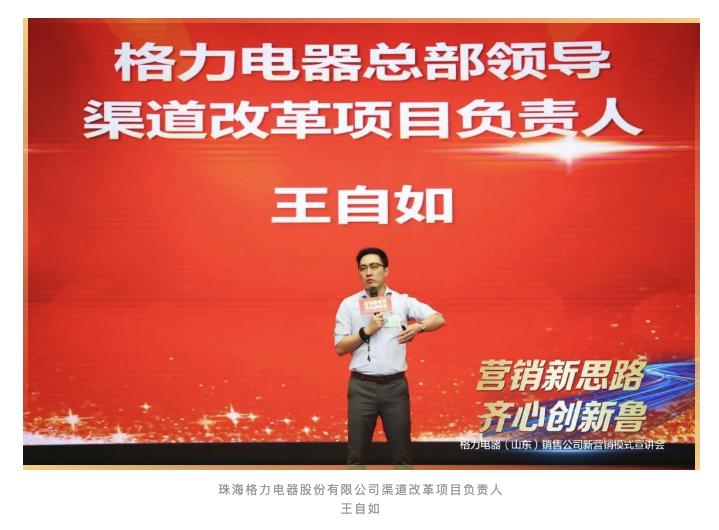 格力电器总部领导
渠道改革项目负责人
王自如
营销新思路
齐心创新鲁
格力电器（山东）销售公司新营销模式宣讲会
珠海格力电器股份有限公司渠道改革项目负责人
王自如